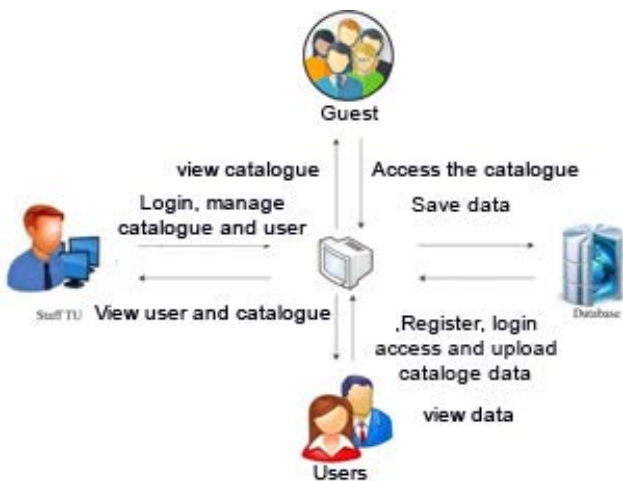 Guest
view catalogue
Access the catalogue
Login, manage
catalogue and user
Save data
Staff TU
View user and catalogue
Database
,Register, login
access and upload
cataloge data
view data
Users